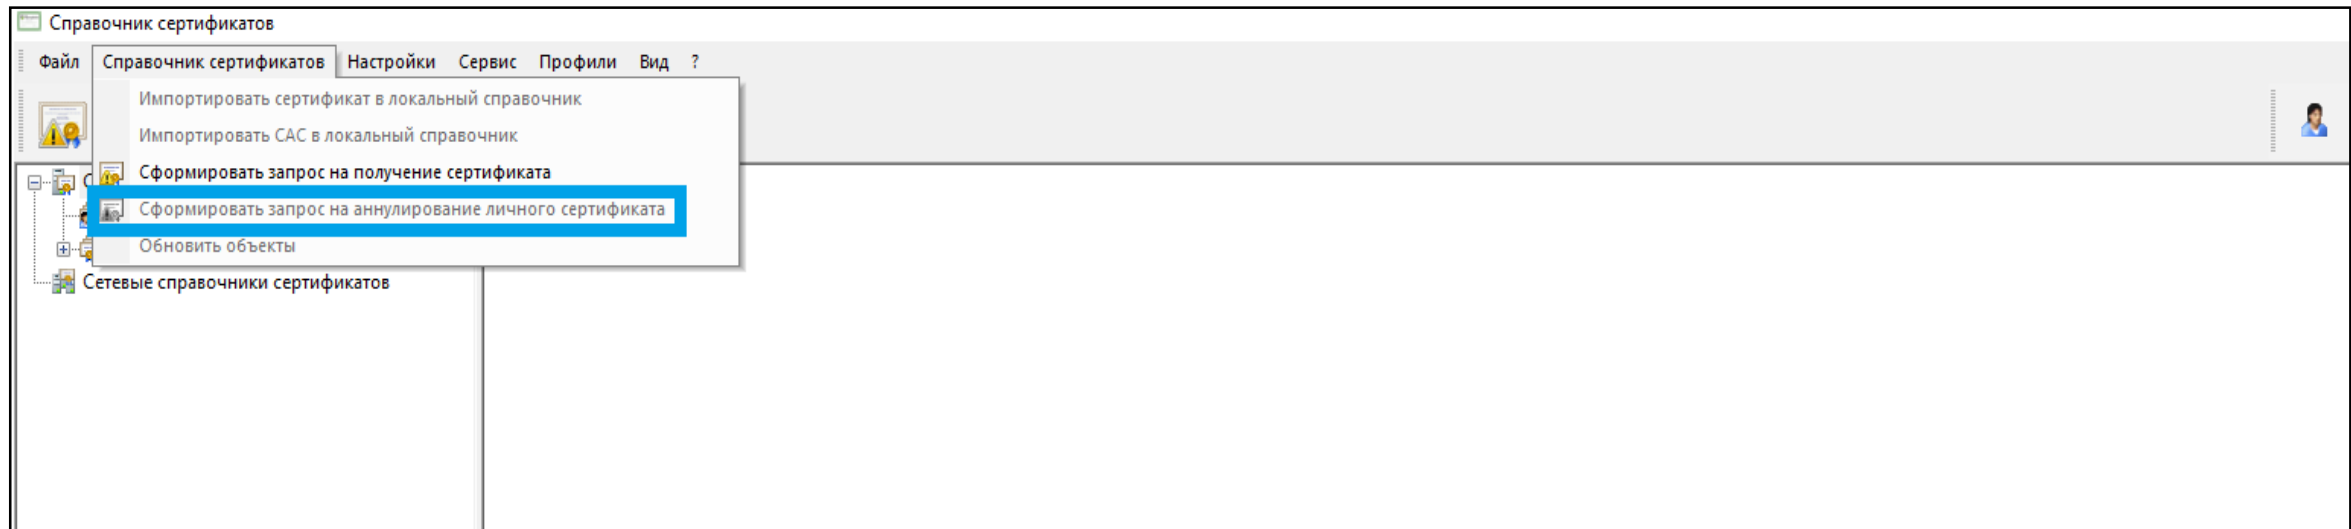 Справочник сертификатов
Файл Справочник сертификатов Настройки Сервис Профили Вид ?
Импортировать сертификат в локальный справочник
Импортировать САС в локальный справочник
Сформировать запрос на получение сертификата
Сформировать запрос на аннулирование личного сертификата
Обновить объекты
Сетевые справочники сертификатов